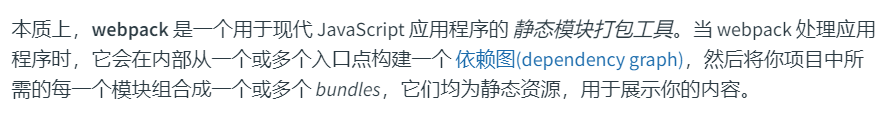 本质上，webpack 是一个用于现代 JavaScript 应用程序的 静态模块打包工具。当 webpack 处理应用
程序时，它会在内部从一个或多个入口点构建一个 依赖图(dependency graph)，然后将你项目中所
需的每一个模块组合成一个或多个 bundles，它们均为静态资源，用于展示你的内容。